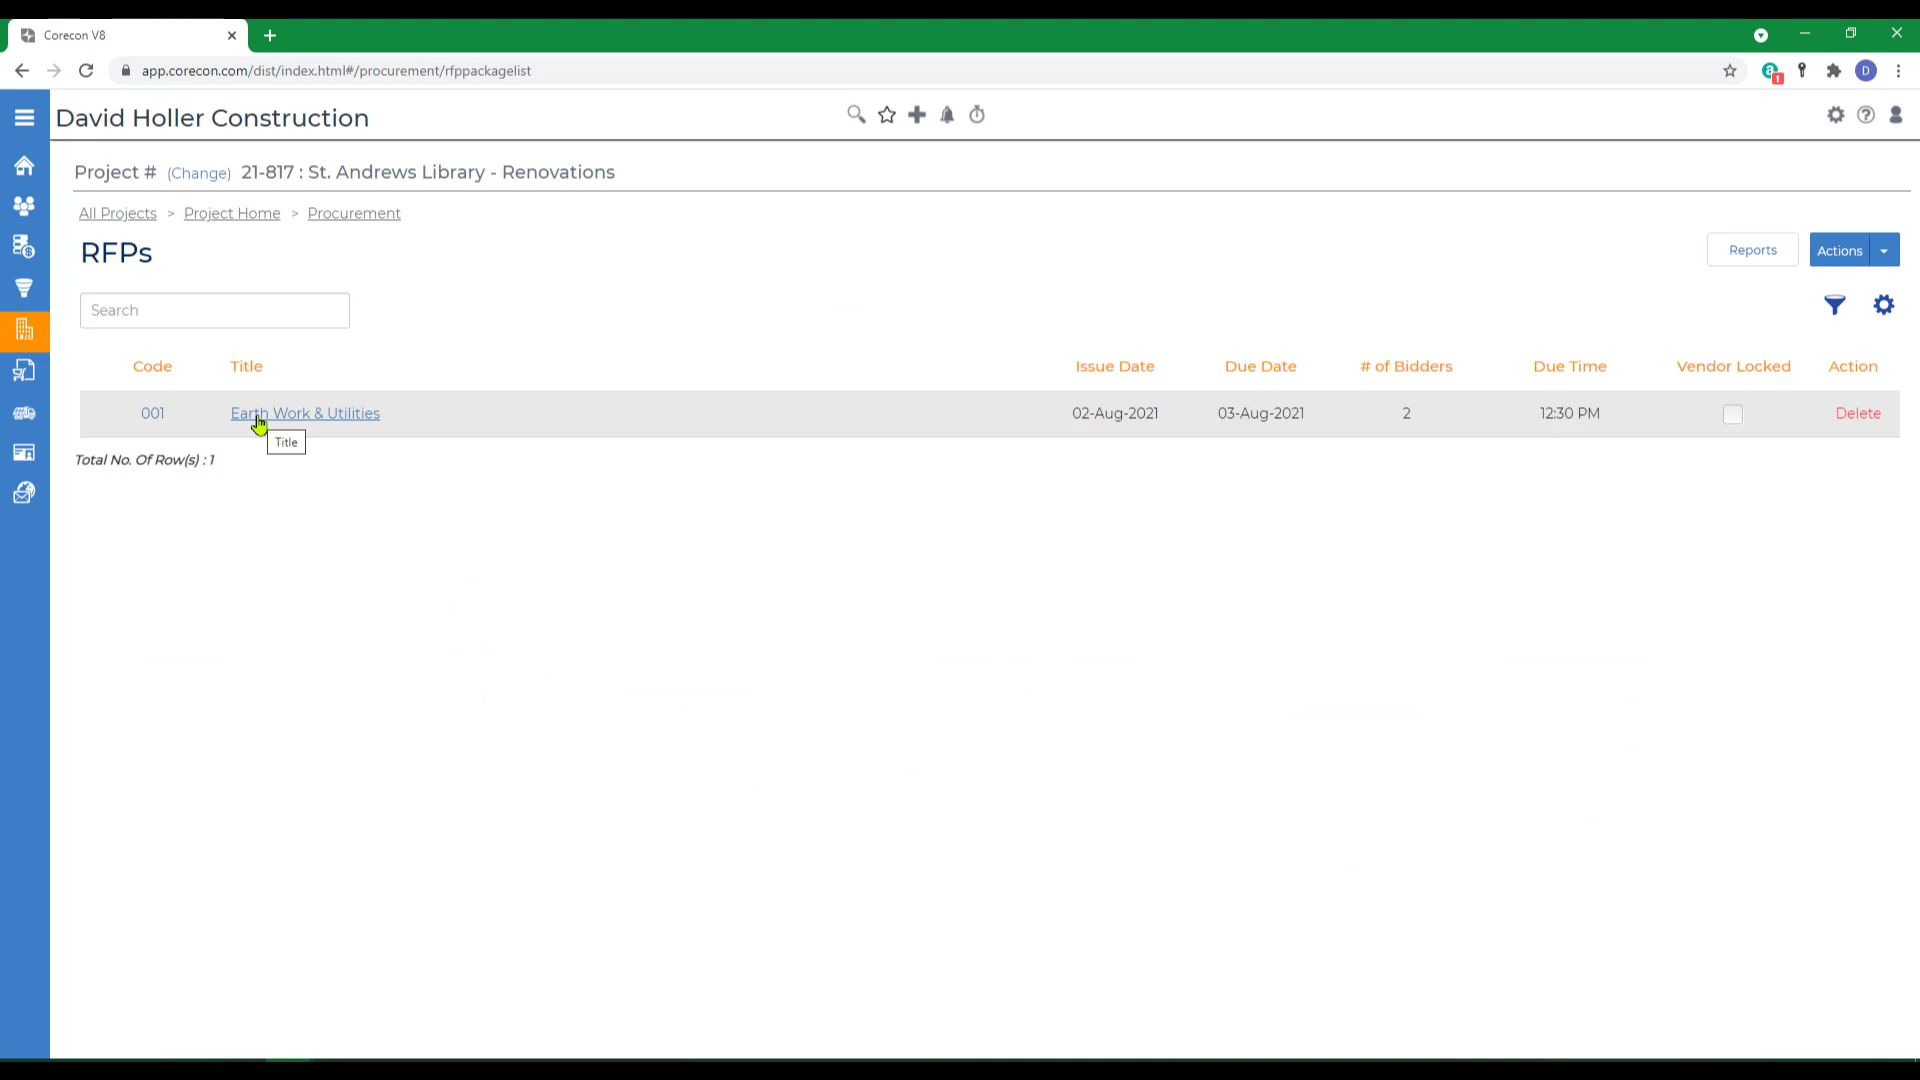 Corecon V8
app.corecon.com/dist/index.html#/procurement/rfppackagelist
D
1
David Holler Construction
Project # (Change) 21-817 : St. Andrews Library - Renovations
All Projects > Project Home > Procurement
RFPs
Reports
Actions
Search
Code Title Issue Date Due Date # of Bidders Due Time Vendor Locked Action
001 Earth Work & Utilities 02-Aug-2021 03-Aug-2021 2 12:30 PM Delete
Title
Total No. Of Row(s) : 1